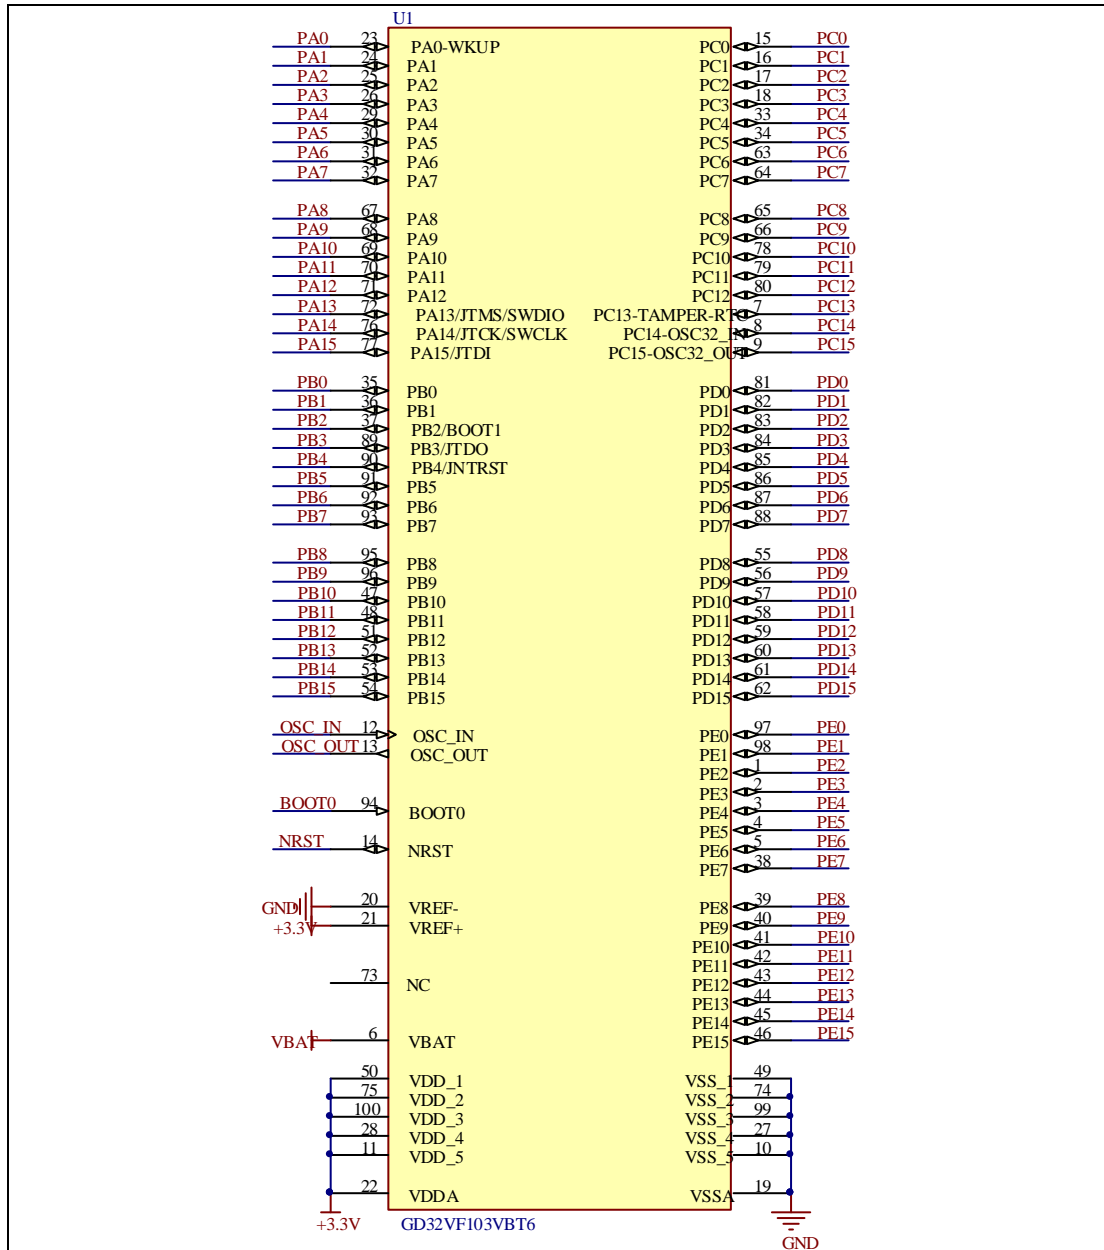 U1
PA0 23 PA0-WKUP PC0 15 PC0
PA1 24 PA1 PC1 16 PC1
PA2 25 PA2 PC2 17 PC2
PA3 26 PA3 PC3 18 PC3
PA4 29 PA4 PC4 33 PC4
PA5 30 PA5 PC5 34 PC5
PA6 31 PA6 PC6 63 PC6
PA7 32 PA7 PC7 64 PC7
PA8 67 PA8 PC8 65 PC8
PA9 68 PA9 PC9 66 PC9
PA10 69 PA10 PC10 78 PC10
PA11 70 PA11 PC11 79 PC11
PA12 71 PA12 PC12 80 PC12
PA13 72 PA13/JTMS/SWDIO PC13-TAMPER-RTC 7 PC13
PA14 76 PA14/JTCK/SWCLK PC14-OSC32_IN 8 PC14
PA15 77 PA15/JTDI PC15-OSC32_OUT 9 PC15
PB0 35 PB0 PD0 81 PD0
PB1 36 PB1 PD1 82 PD1
PB2 37 PB2/BOOT1 PD2 83 PD2
PB3 89 PB3/JTDO PD3 84 PD3
PB4 90 PB4/JNTRST PD4 85 PD4
PB5 91 PB5 PD5 86 PD5
PB6 92 PB6 PD6 87 PD6
PB7 93 PB7 PD7 88 PD7
PB8 95 PB8 PD8 55 PD8
PB9 96 PB9 PD9 56 PD9
PB10 47 PB10 PD10 57 PD10
PB11 48 PB11 PD11 58 PD11
PB12 51 PB12 PD12 59 PD12
PB13 52 PB13 PD13 60 PD13
PB14 53 PB14 PD14 61 PD14
PB15 54 PB15 PD15 62 PD15
OSC_IN 12 OSC_IN PE0 97 PE0
OSC_OUT 13 OSC_OUT PE1 98 PE1
PE2 1 PE2
PE3 2 PE3
BOOT0 94 BOOT0 PE4 3 PE4
PE5 4 PE5
NRST 14 NRST PE6 5 PE6
PE7 38 PE7
GND 20 VREF- PE8 39 PE8
+3.3V 21 VREF+ PE9 40 PE9
PE10 41 PE10
PE11 42 PE11
73 NC PE12 43 PE12
PE13 44 PE13
PE14 45 PE14
VBAT 6 VBAT PE15 46 PE15
50 VDD_1 VSS_1 49
75 VDD_2 VSS_2 74
100 VDD_3 VSS_3 99
28 VDD_4 VSS_4 27
11 VDD_5 VSS_5 10
22 VDDA VSSA 19
+3.3V GD32VF103VBT6
GND